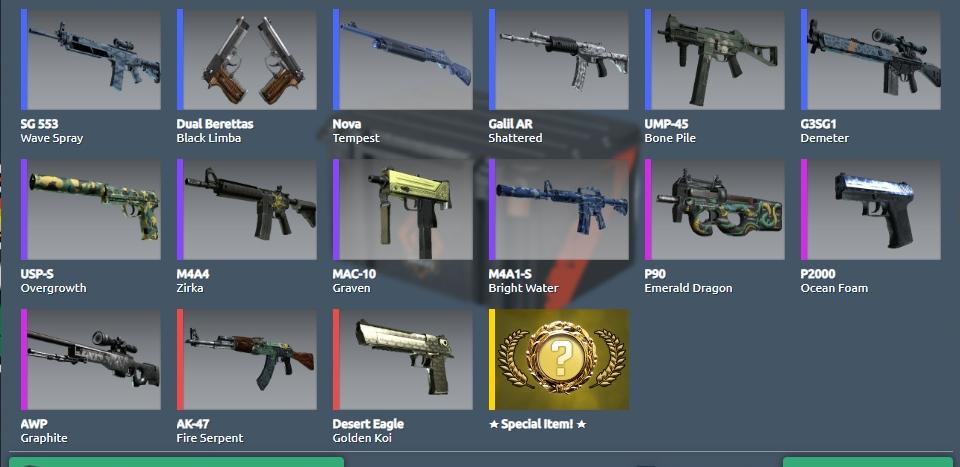 SG 553
Wave Spray
Dual Berettas
Black Limba
Nova
Tempest
Galil AR
Shattered
UMP-45
Bone Pile
G3SG1
Demeter
USP-S
Overgrowth
M4A4
Zirka
MAC-10
Graven
M4A1-S
Bright Water
P90
Emerald Dragon
P2000
Ocean Foam
AWP
Graphite
AK-47
Fire Serpent
Desert Eagle
Golden Koi
?
★ Special Item! ★